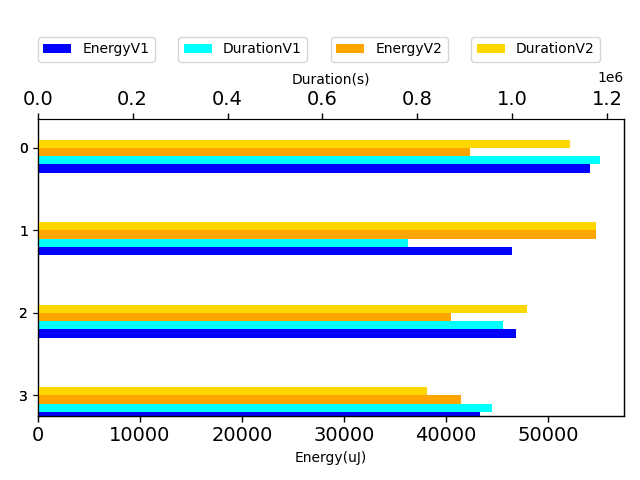 EnergyV1 DurationV1 EnergyV2 DurationV2
Duration(s)
1e6
0.0 0.2 0.4 0.6 0.8 1.0 1.2
0
1
2
3
0 10000 20000 30000 40000 50000
Energy(uJ)